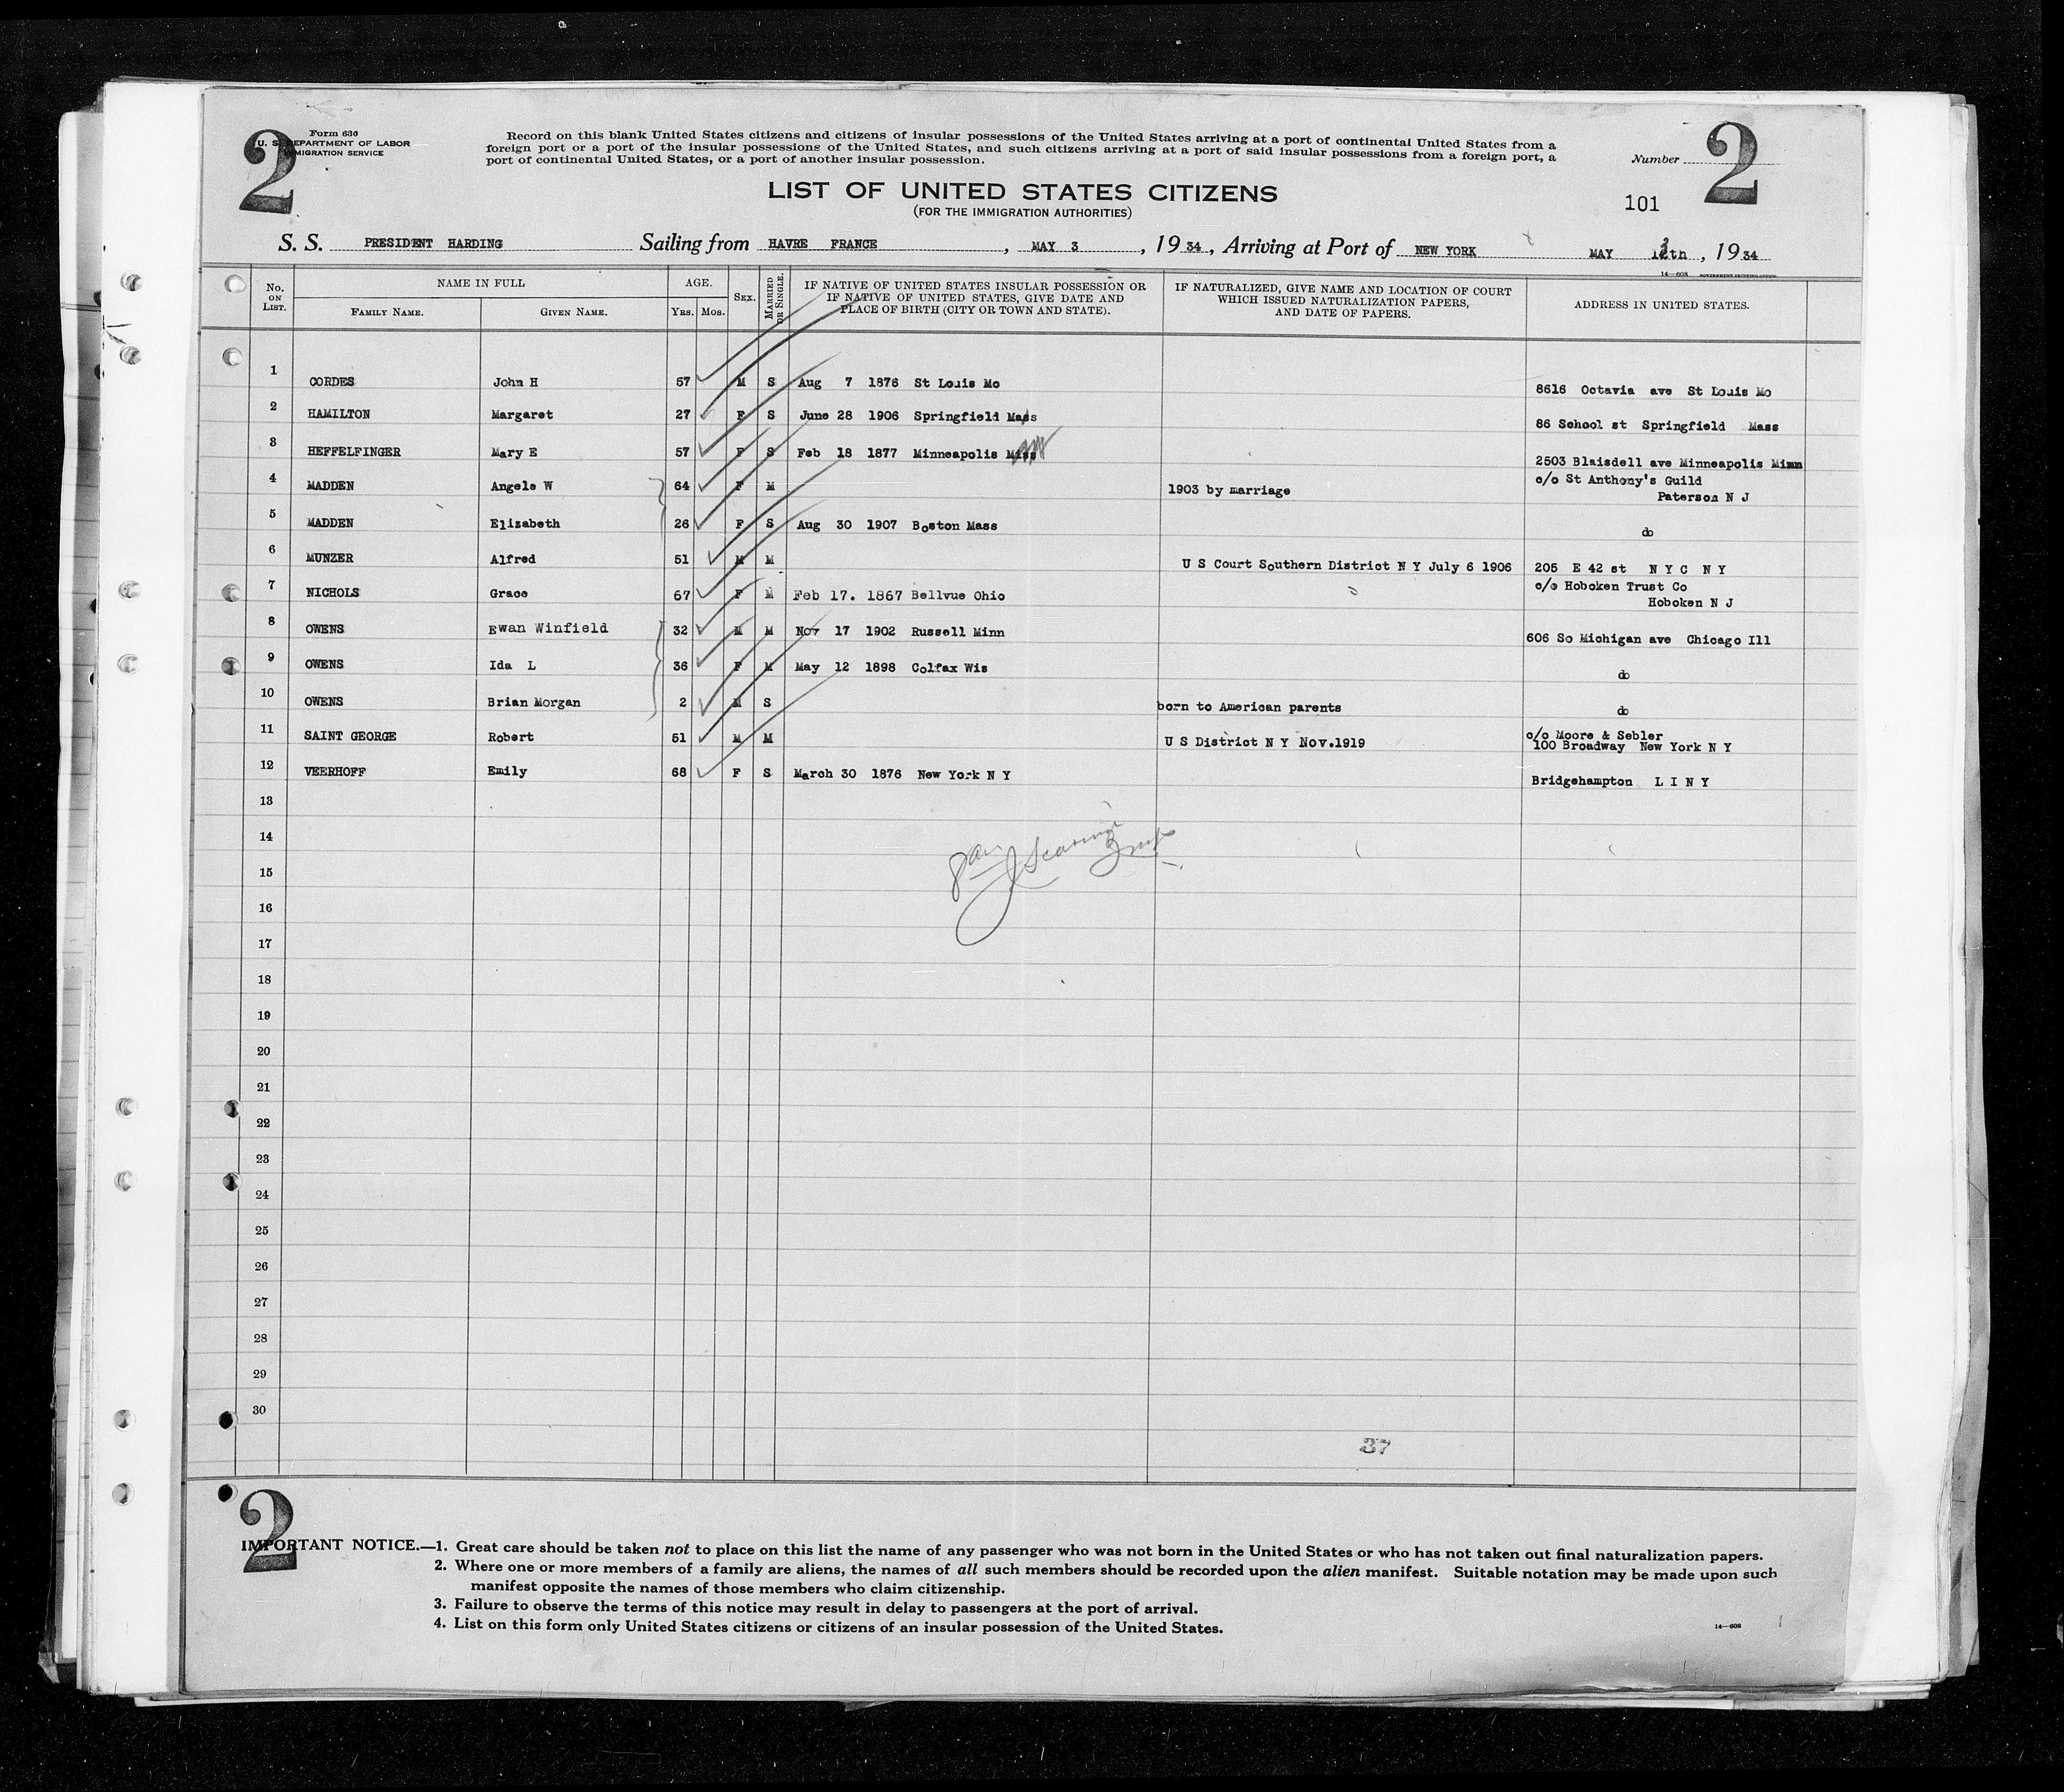 2
2
Form 636
U. S. DEPARTMENT OF LABOR
IMMIGRATION SERVICE
Record on this blank United States citizens and citizens of insular possessions of the United States arriving at a port of continental United States from a
foreign port or a port of the insular possessions of the United States, and such citizens arriving at a port of said insular possessions from a foreign port, a
port of continental United States, or a port of another insular possession.
Number
LIST OF UNITED STATES CITIZENS
(FOR THE IMMIGRATION AUTHORITIES)
101
S. S. PRESIDENT HARDING Sailing from HAVRE FRANCE, MAY 3, 1934, Arriving at Port of NEW YORK MAY 12th, 1934
14—608 GOVERNMENT PRINTING OFFICE
No. ON LIST. NAME IN FULL AGE. SEX. MARRIED OR SINGLE. IF NATIVE OF UNITED STATES INSULAR POSSESSION OR IF NATIVE OF UNITED STATES, GIVE DATE AND PLACE OF BIRTH (CITY OR TOWN AND STATE). IF NATURALIZED, GIVE NAME AND LOCATION OF COURT WHICH ISSUED NATURALIZATION PAPERS, AND DATE OF PAPERS. ADDRESS IN UNITED STATES.
FAMILY NAME. GIVEN NAME. YRS. MOS.
1 CORDES John H 57 M S Aug 7 1876 St Louis Mo 8616 Octavia ave St Louis Mo
2 HAMILTON Margaret 27 F S June 28 1906 Springfield Mass 86 School st Springfield Mass
3 HEFFELFINGER Mary E 57 F S Feb 18 1877 Minneapolis Miss 2503 Blaisdell ave Minneapolis Minn
4 MADDEN Angele W 64 F M 1903 by marriage c/o St Anthony's Guild
Paterson N J
5 MADDEN Elizabeth 26 F S Aug 30 1907 Boston Mass do
6 MUNZER Alfred 51 M M U S Court Southern District N Y July 6 1906 205 E 42 st N Y C N Y
7 NICHOLS Grace 67 F M Feb 17. 1867 Bellvue Ohio c/o Hoboken Trust Co
Hoboken N J
8 OWENS Ewan Winfield 32 M M Nov 17 1902 Russell Minn 606 So Michigan ave Chicago Ill
9 OWENS Ida L 36 F M May 12 1898 Colfax Wis do
10 OWENS Brian Morgan 2 M S born to American parents do
11 SAINT GEORGE Robert 51 M M U S District N Y Nov.1919 c/o Moore & Sebler
100 Broadway New York N Y
12 VEERHOFF Emily 68 F S March 30 1876 New York N Y Bridgehampton L I N Y
13
14
15
16
17
18
19
20
21
22
23
24
25
26
27
28
29
30
37
2
IMPORTANT NOTICE.—1. Great care should be taken not to place on this list the name of any passenger who was not born in the United States or who has not taken out final naturalization papers.
2. Where one or more members of a family are aliens, the names of all such members should be recorded upon the alien manifest. Suitable notation may be made upon such
manifest opposite the names of those members who claim citizenship.
3. Failure to observe the terms of this notice may result in delay to passengers at the port of arrival.
4. List on this form only United States citizens or citizens of an insular possession of the United States.
14—608